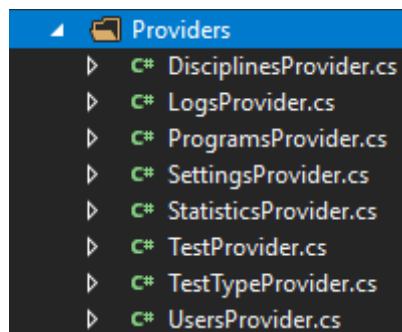 Providers
C# DisciplinesProvider.cs
C# LogsProvider.cs
C# ProgramsProvider.cs
C# SettingsProvider.cs
C# StatisticsProvider.cs
C# TestProvider.cs
C# TestTypeProvider.cs
C# UsersProvider.cs